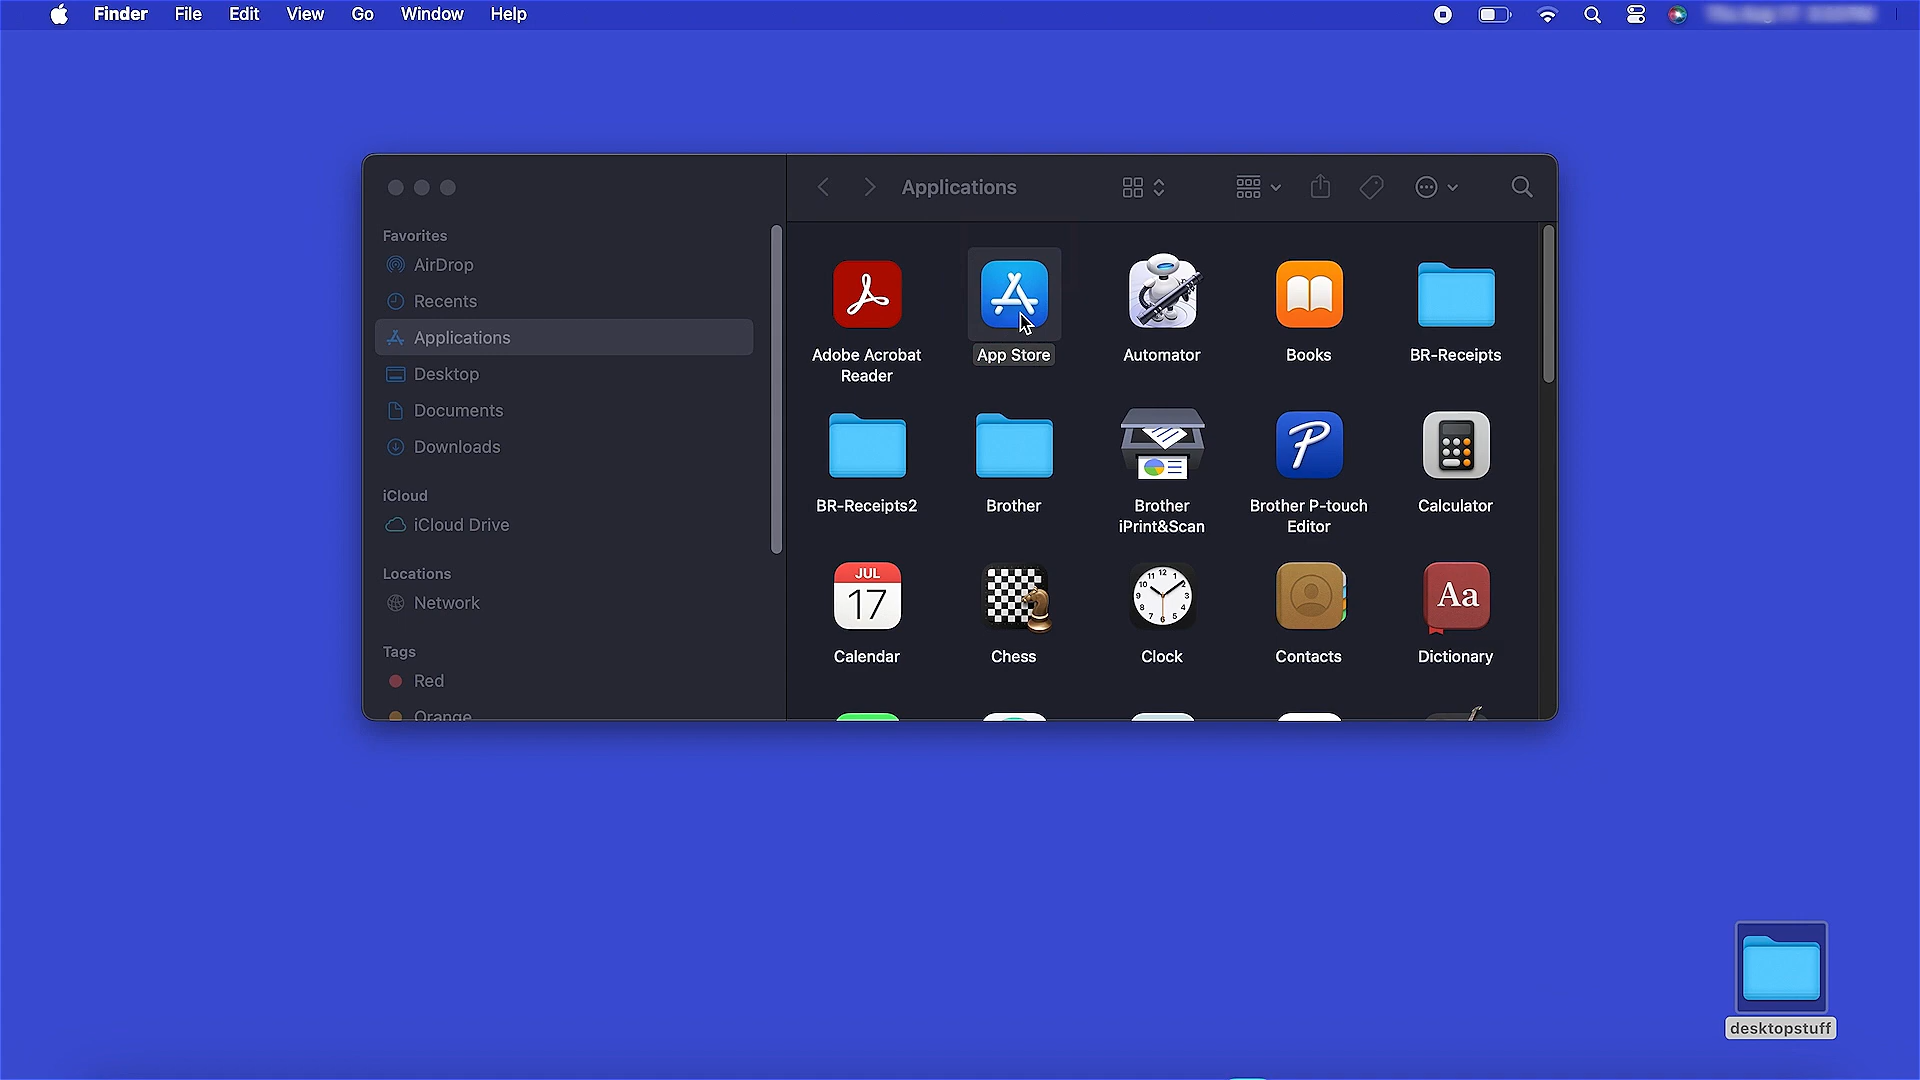 Finder File Edit View Go Window Help
Applications
Favorites
AirDrop
Recents
Applications
Desktop
Documents
Downloads
iCloud
iCloud Drive
Locations
Network
Tags
Red
Orange
Adobe Acrobat
Reader
App Store
Automator
Books
BR-Receipts
BR-Receipts2
Brother
Brother
iPrint&Scan
Brother P-touch
Editor
Calculator
JUL
17
Calendar
Chess
Clock
Contacts
Aa
Dictionary
desktopstuff